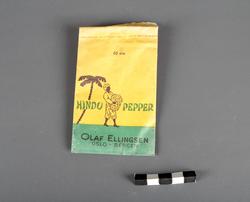 HINDU PEPPER
OLAF ELLINGSEN
OSLO - BERGEN